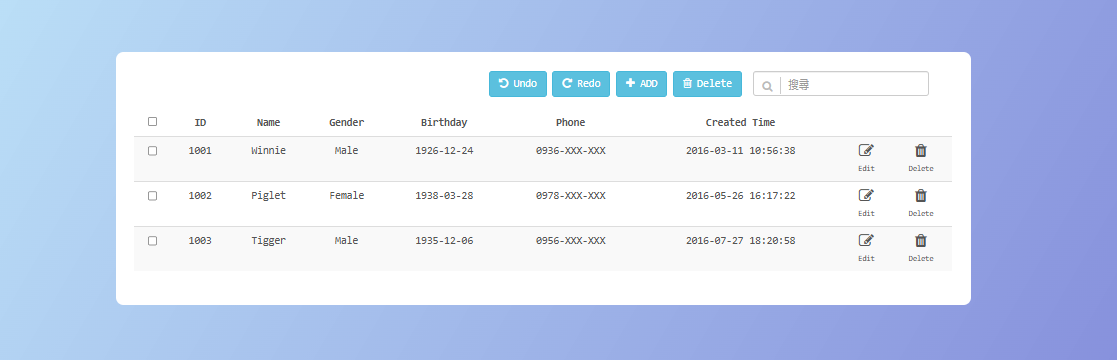 Undo Redo ADD Delete 搜尋
ID Name Gender Birthday Phone Created Time
1001 Winnie Male 1926-12-24 0936-XXX-XXX 2016-03-11 10:56:38
Edit Delete
1002 Piglet Female 1938-03-28 0978-XXX-XXX 2016-05-26 16:17:22
Edit Delete
1003 Tigger Male 1935-12-06 0956-XXX-XXX 2016-07-27 18:20:58
Edit Delete